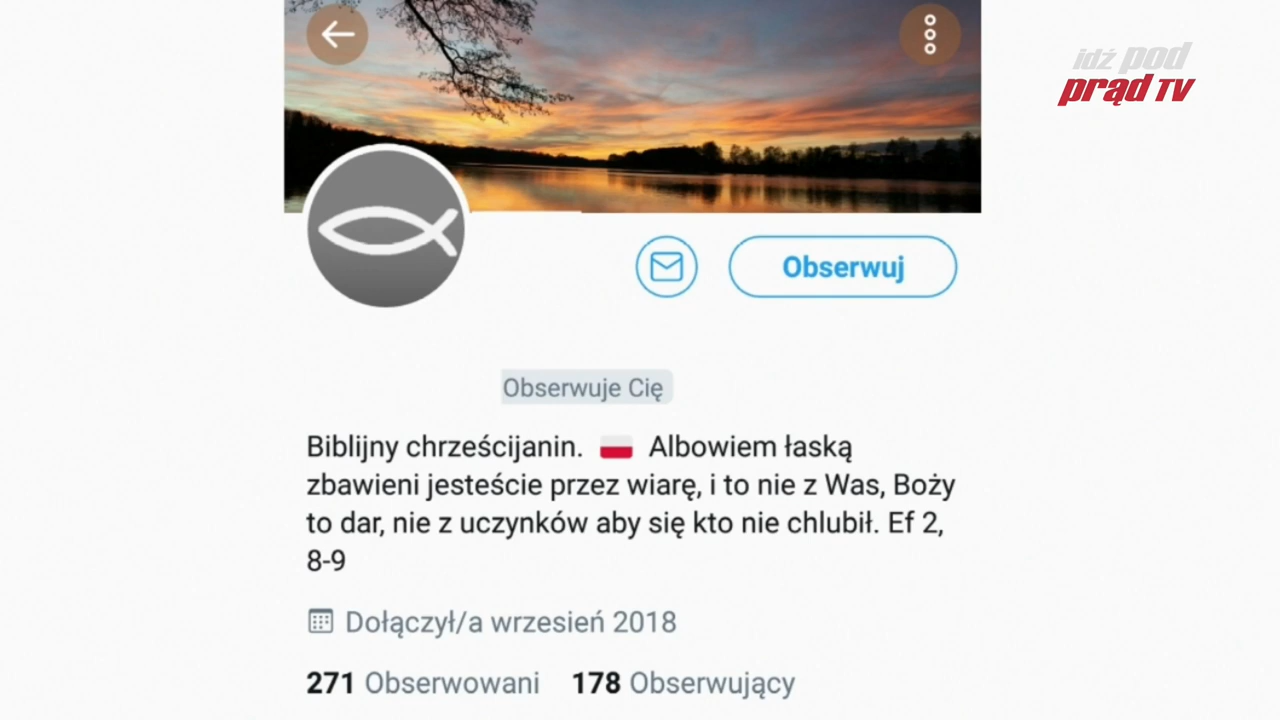 idź pod
prąd TV
Obserwuj
Obserwuje Cię
Biblijny chrześcijanin. 🇵🇱 Albowiem łaską
zbawieni jesteście przez wiarę, i to nie z Was, Boży
to dar, nie z uczynków aby się kto nie chlubił. Ef 2,
8-9
Dołączył/a wrzesień 2018
271 Obserwowani 178 Obserwujący